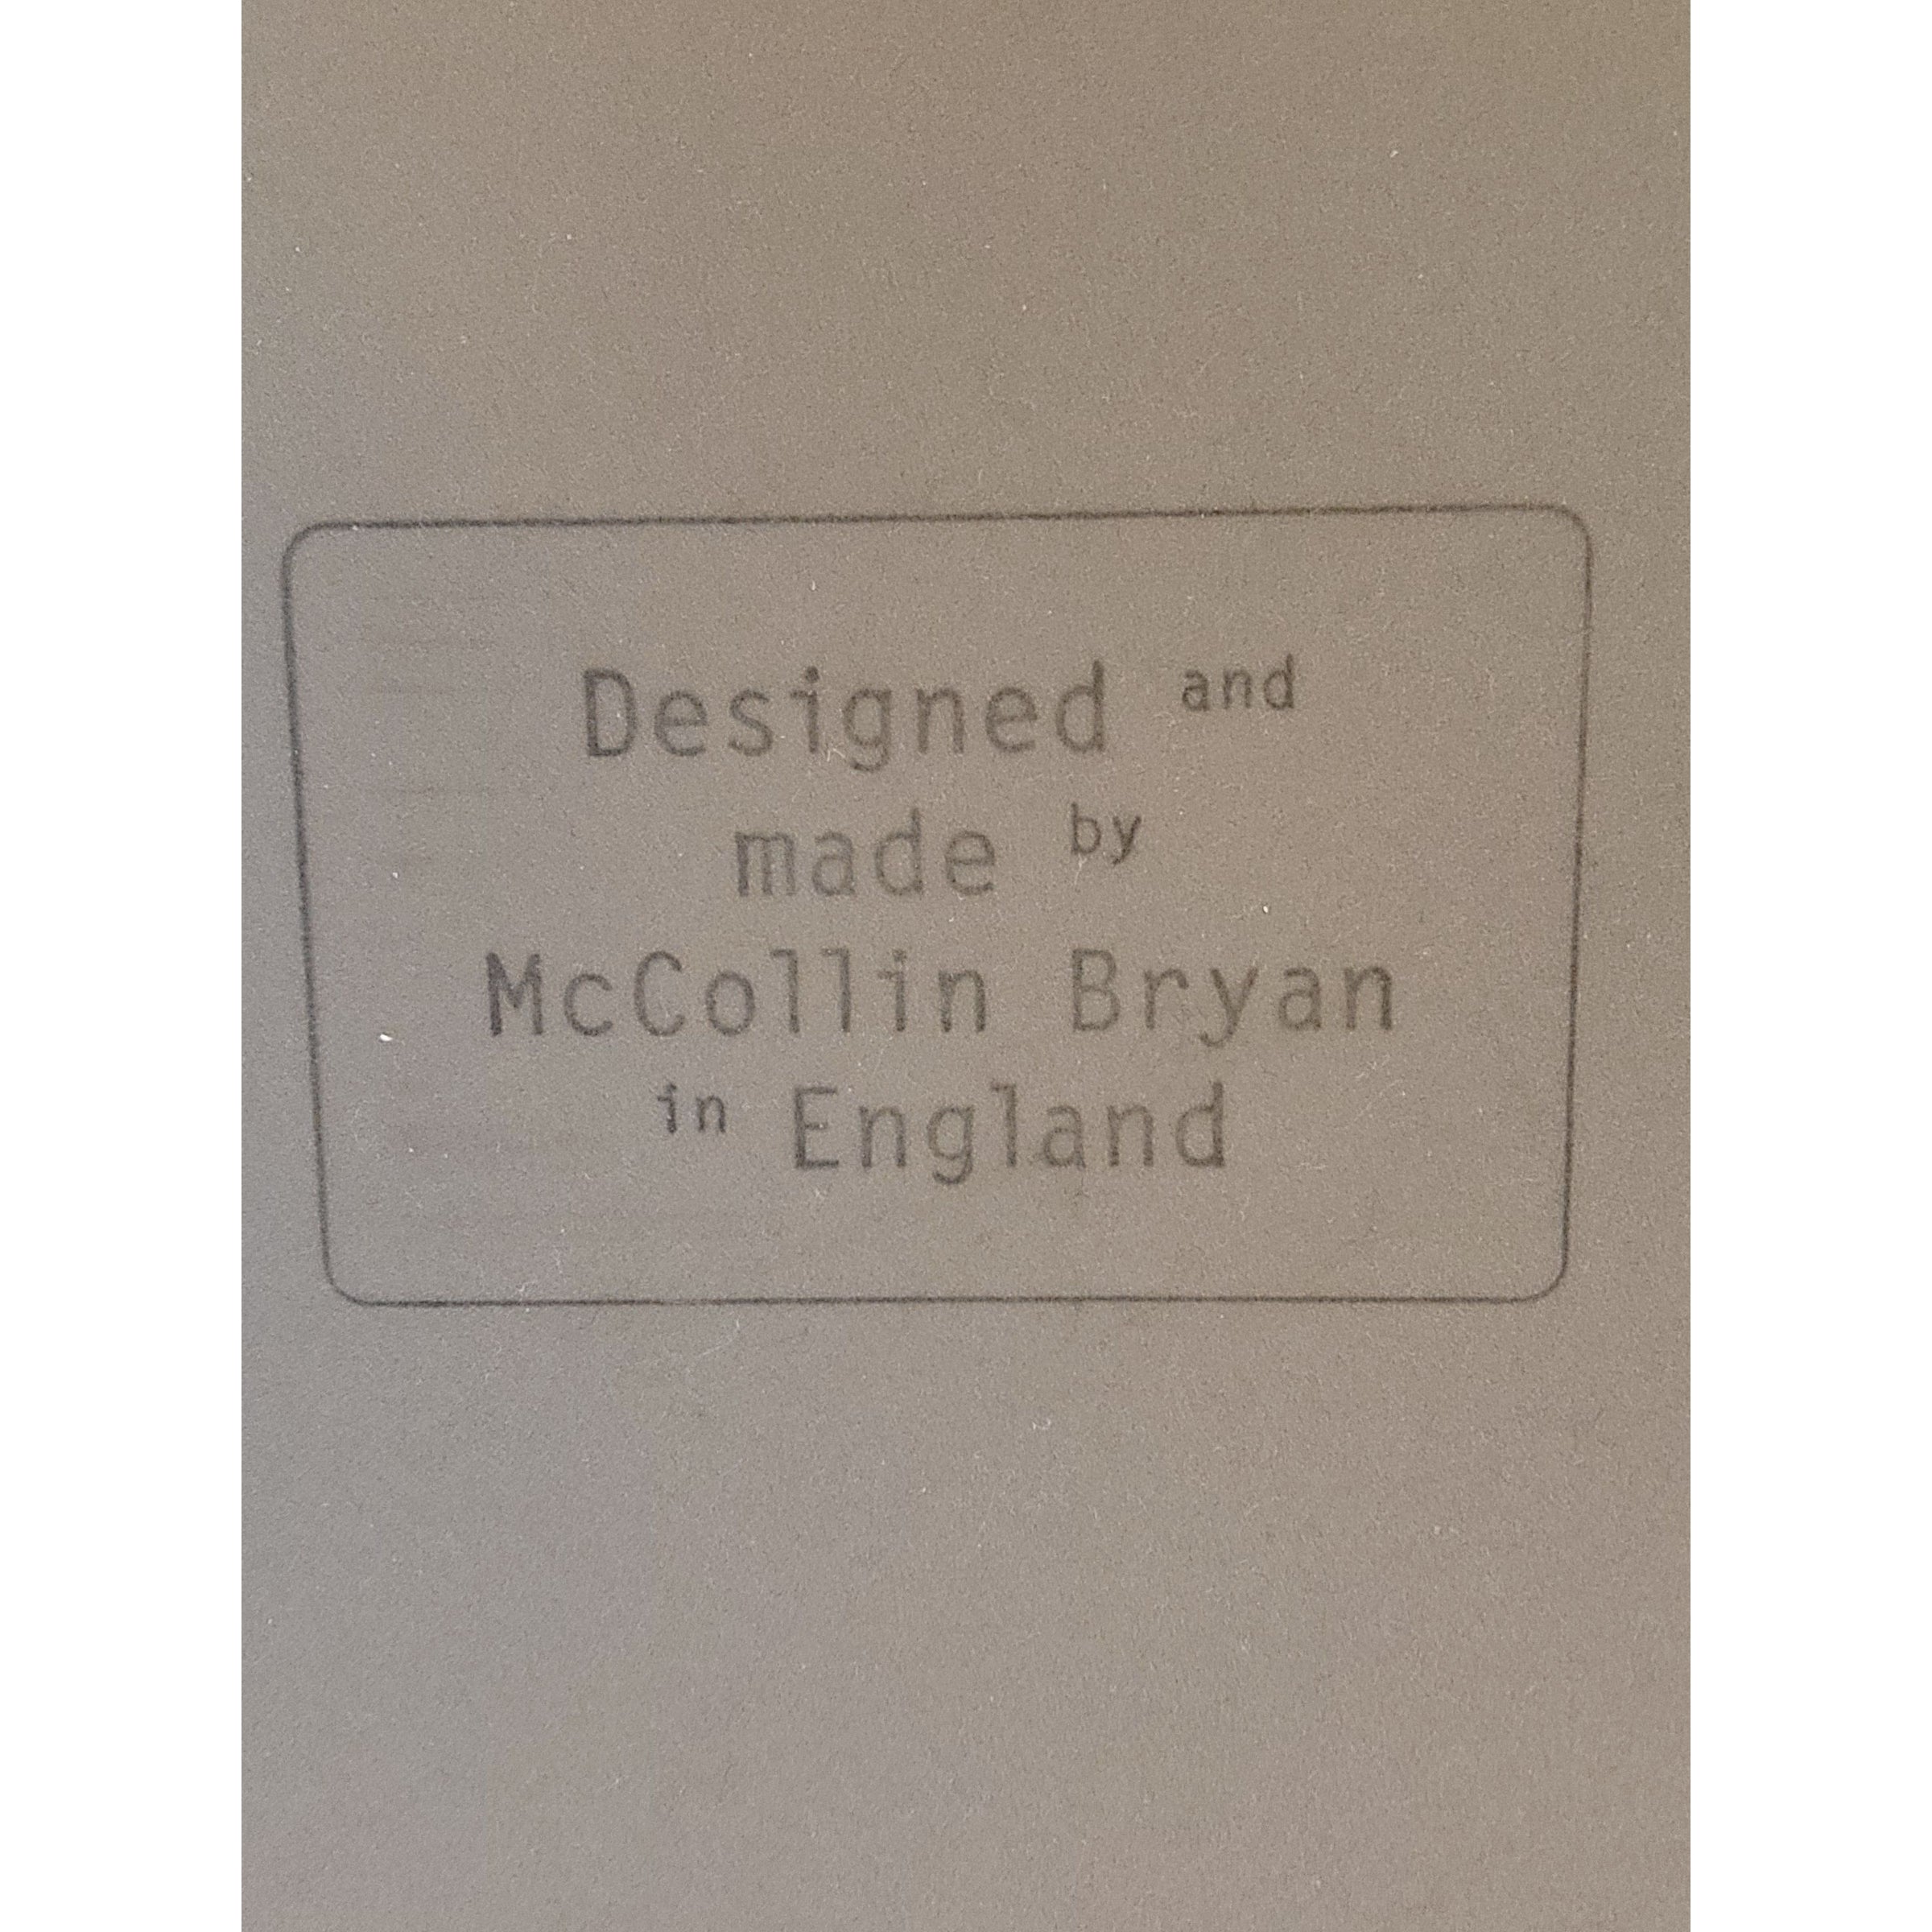 Designed and
made by
McCollin Bryan
in England